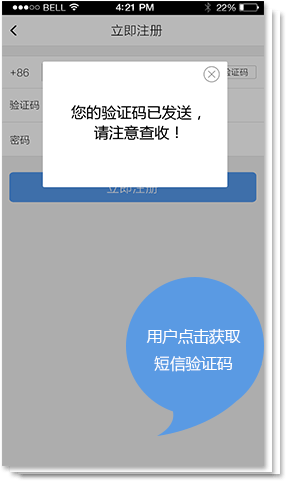 BELL 4:21 PM 22%
立即注册
+86 验证码
您的验证码已发送，
请注意查收！
验证码
密码
立即注册
用户点击获取
短信验证码